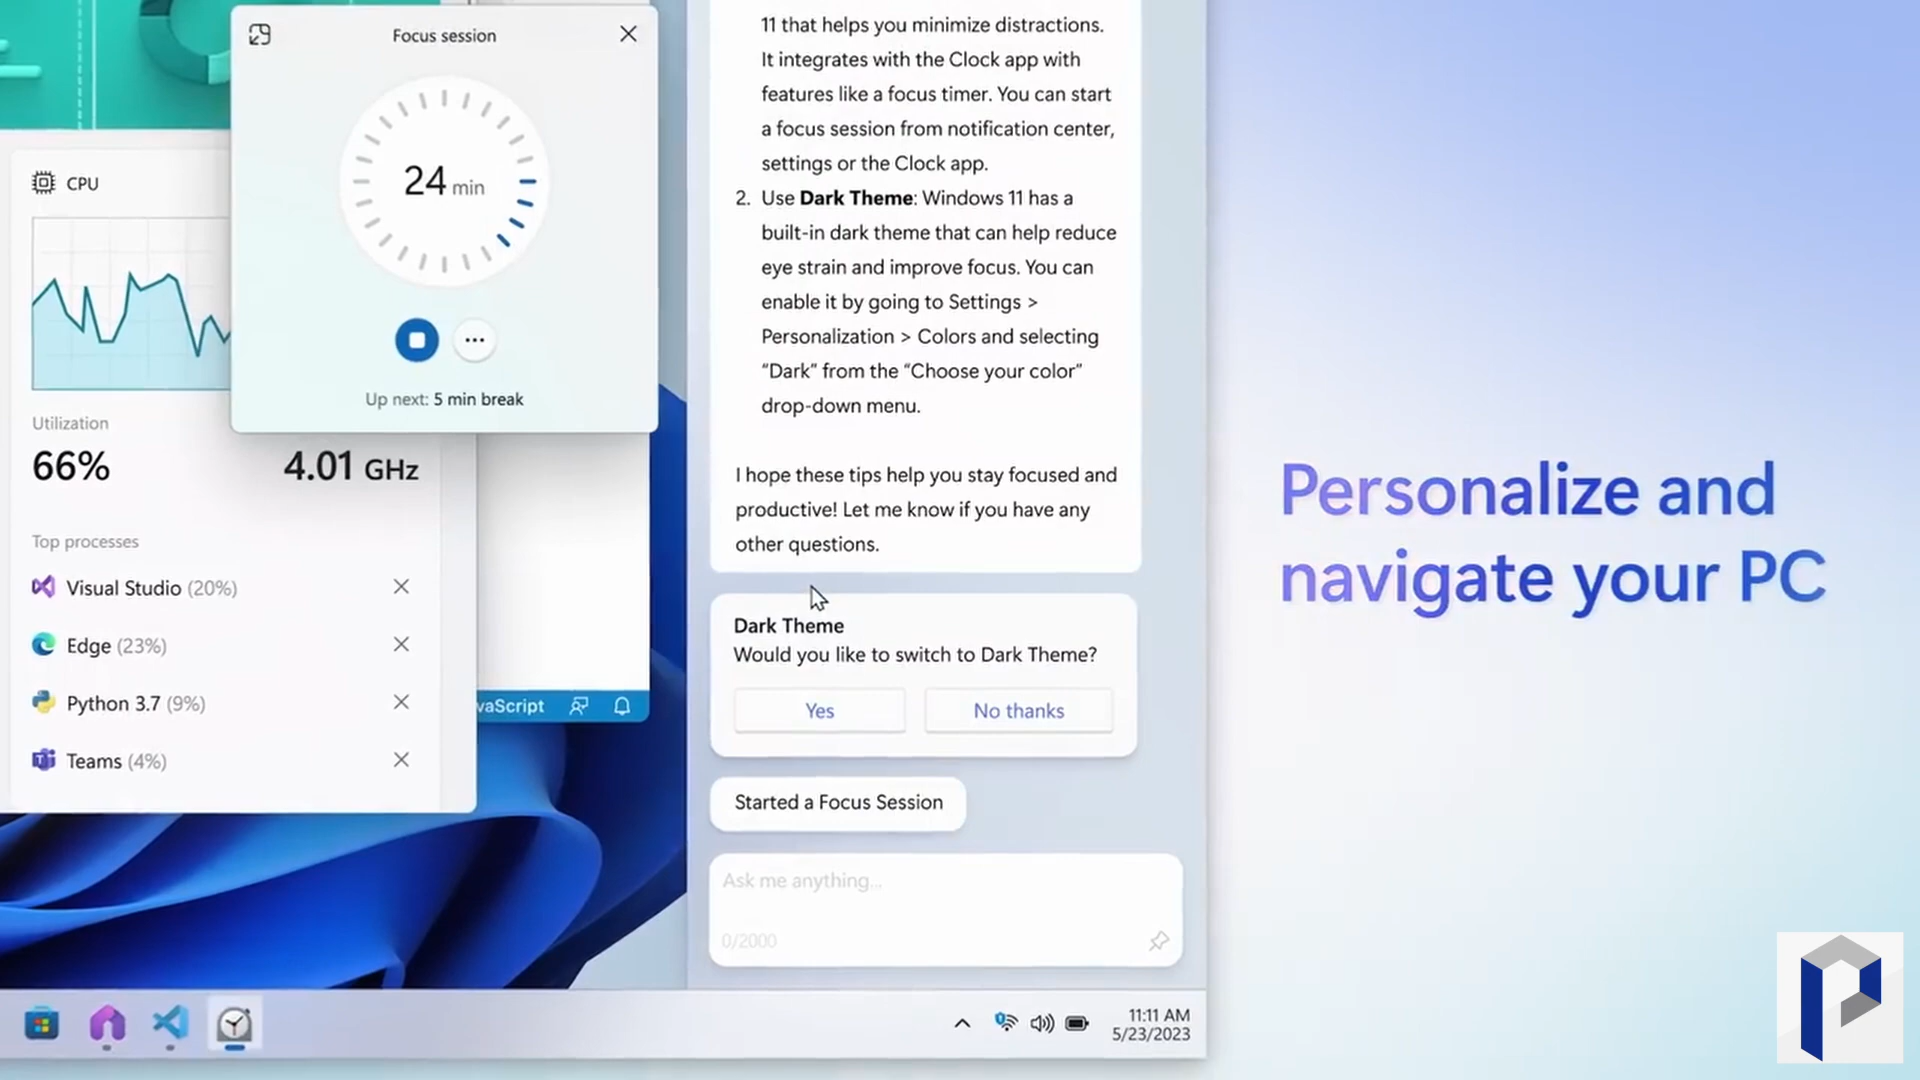 Focus session
24 min
Up next: 5 min break
CPU
Utilization
66%
4.01 GHz
Top processes
Visual Studio (20%)
Edge (23%)
Python 3.7 (9%)
Teams (4%)
vaScript
11 that helps you minimize distractions.
It integrates with the Clock app with
features like a focus timer. You can start
a focus session from notification center,
settings or the Clock app.
2. Use Dark Theme: Windows 11 has a
built-in dark theme that can help reduce
eye strain and improve focus. You can
enable it by going to Settings >
Personalization > Colors and selecting
“Dark” from the “Choose your color”
drop-down menu.
I hope these tips help you stay focused and
productive! Let me know if you have any
other questions.
Dark Theme
Would you like to switch to Dark Theme?
Yes
No thanks
Started a Focus Session
Ask me anything...
0/2000
11:11 AM
5/23/2023
Personalize and
navigate your PC